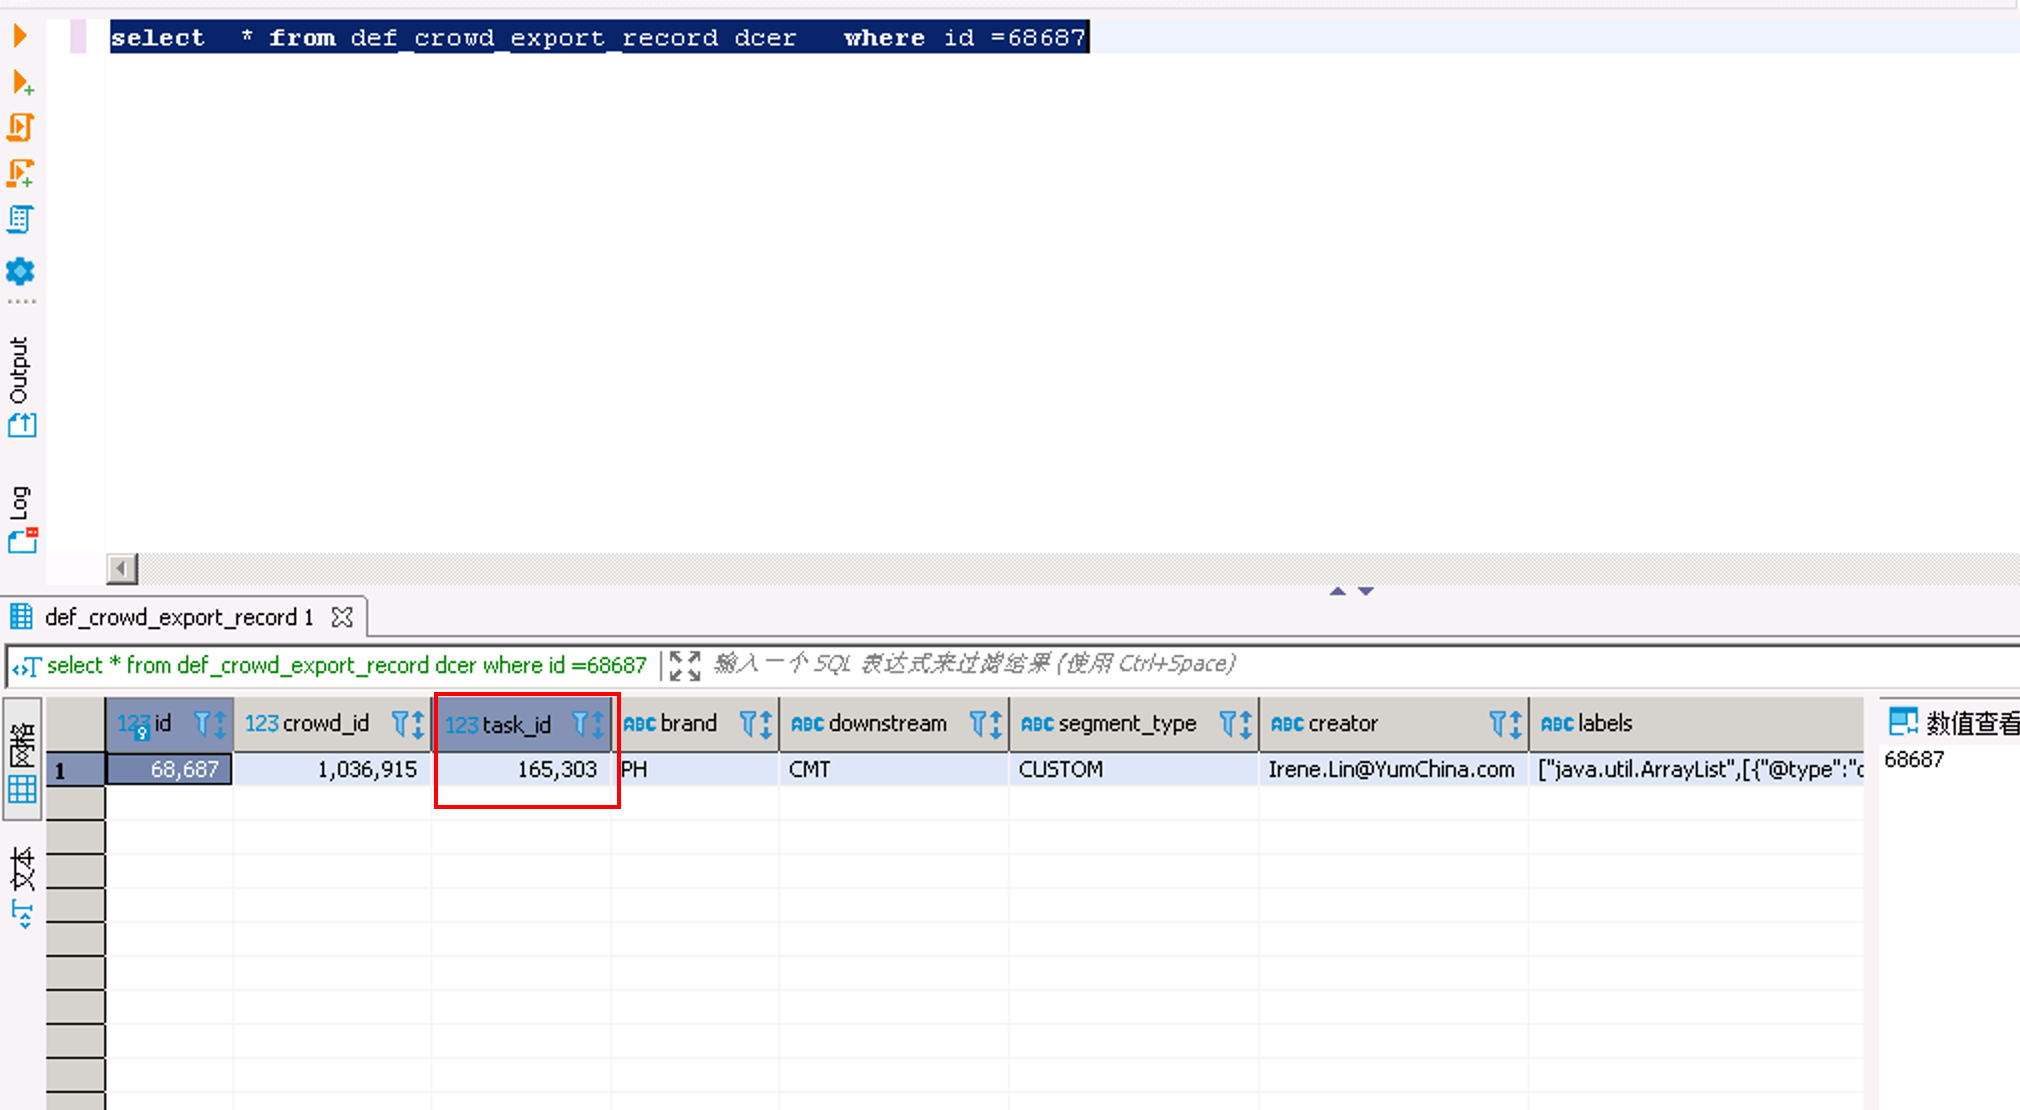 select * from def_crowd_export_record dcer where id =68687
Output
Log
def_crowd_export_record 1
select * from def_crowd_export_record dcer where id =68687
输入一个 SQL 表达式来过滤结果 (使用 Ctrl+Space)
网格
文本
123 id 123 crowd_id 123 task_id ABC brand ABC downstream ABC segment_type ABC creator ABC labels
1 68,687 1,036,915 165,303 PH CMT CUSTOM Irene.Lin@YumChina.com ["java.util.ArrayList",[{"@type":"c
数值查看
68687